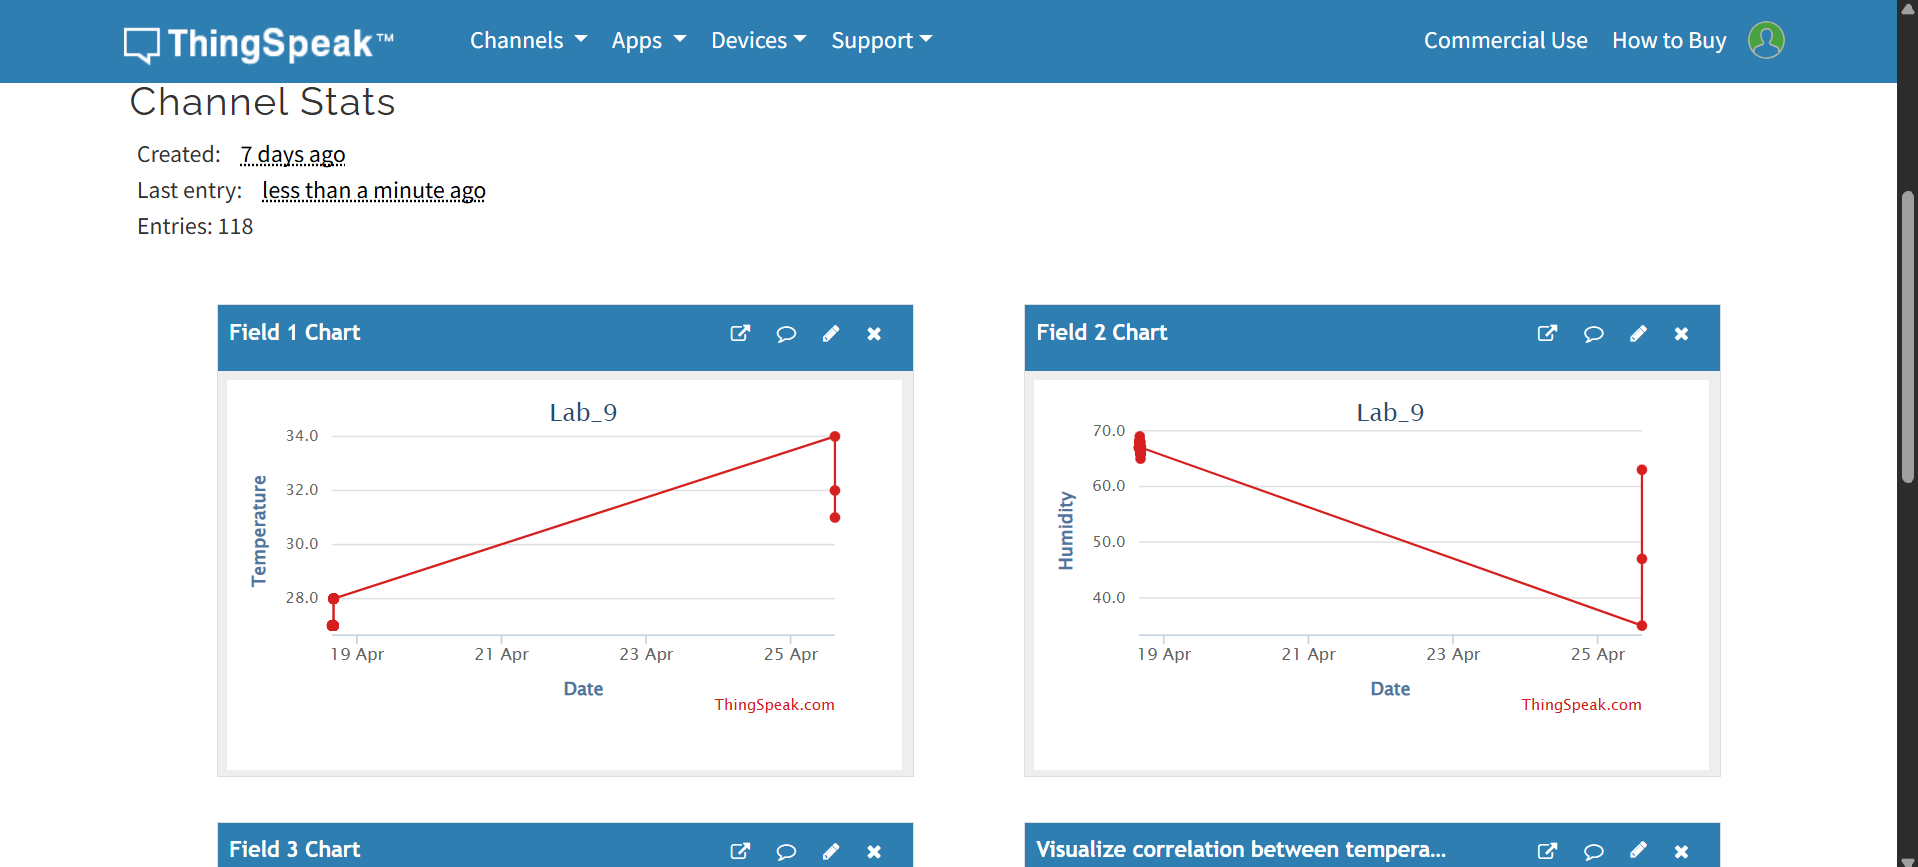 ThingSpeak™ Channels Apps Devices Support Commercial Use How to Buy
Channel Stats
Created: 7 days ago
Last entry: less than a minute ago
Entries: 118
Field 1 Chart
Lab_9
34.0
32.0
30.0
28.0
Temperature
19 Apr 21 Apr 23 Apr 25 Apr
Date
ThingSpeak.com
Field 2 Chart
Lab_9
70.0
60.0
50.0
40.0
Humidity
19 Apr 21 Apr 23 Apr 25 Apr
Date
ThingSpeak.com
Field 3 Chart
Visualize correlation between tempera...